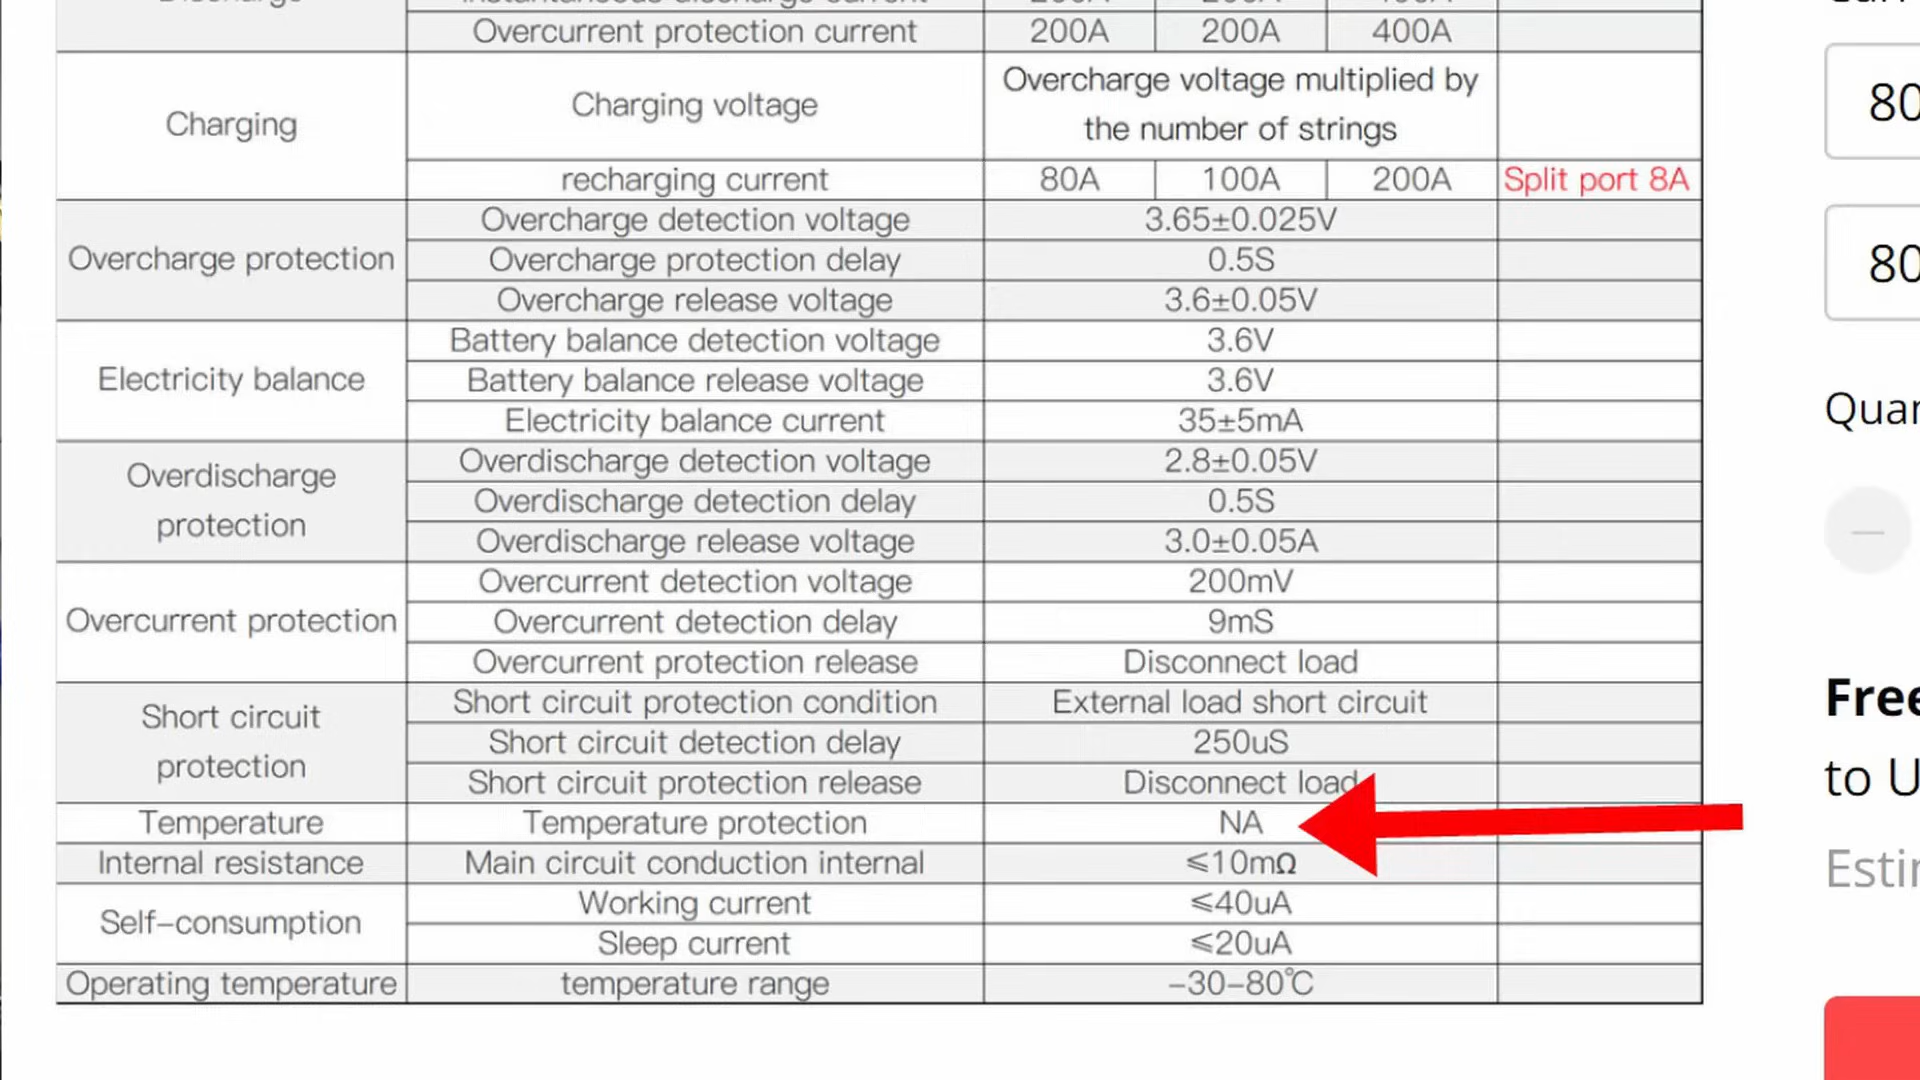 Overcurrent protection current 200A 200A 400A
Charging
Charging voltage
Overcharge voltage multiplied by
the number of strings
recharging current 80A 100A 200A Split port 8A
Overcharge protection
Overcharge detection voltage 3.65±0.025V
Overcharge protection delay 0.5S
Overcharge release voltage 3.6±0.05V
Electricity balance
Battery balance detection voltage 3.6V
Battery balance release voltage 3.6V
Electricity balance current 35±5mA
Overdischarge
protection
Overdischarge detection voltage 2.8±0.05V
Overdischarge detection delay 0.5S
Overdischarge release voltage 3.0±0.05A
Overcurrent protection
Overcurrent detection voltage 200mV
Overcurrent detection delay 9mS
Overcurrent protection release Disconnect load
Short circuit
protection
Short circuit protection condition External load short circuit
Short circuit detection delay 250uS
Short circuit protection release Disconnect load
Temperature Temperature protection NA
Internal resistance Main circuit conduction internal ≤10mΩ
Self-consumption
Working current ≤40uA
Sleep current ≤20uA
Operating temperature temperature range -30-80℃
80
80
Quan
Free
to U
Estin